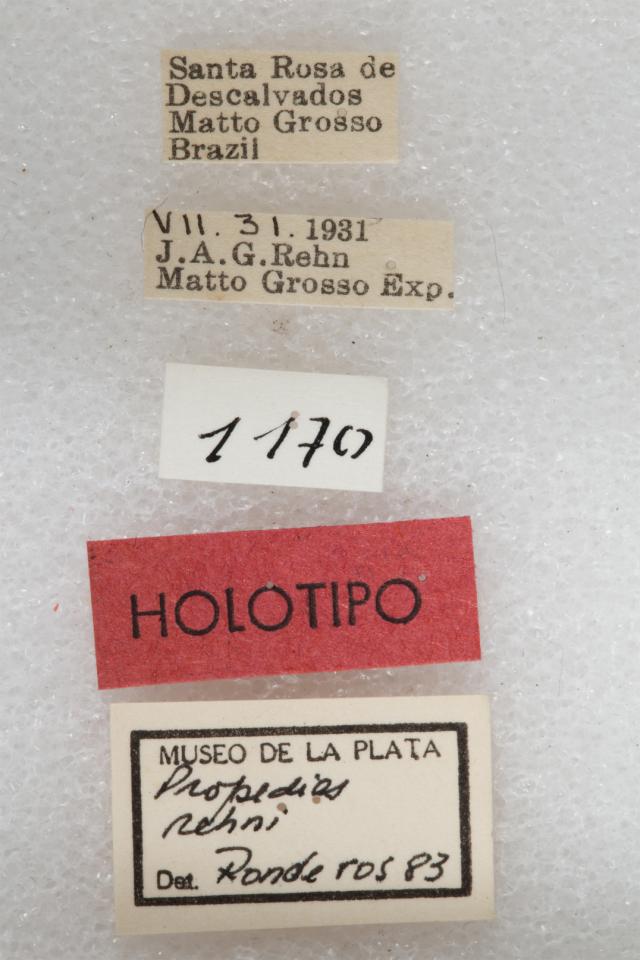 Santa Rosa de
Descalvados
Matto Grosso
Brazil
VII. 31. 1931
J.A.G.Rehn
Matto Grosso Exp.
1170
HOLOTIPO
MUSEO DE LA PLATA
Propedies
rehni
Det. Ronderos 83